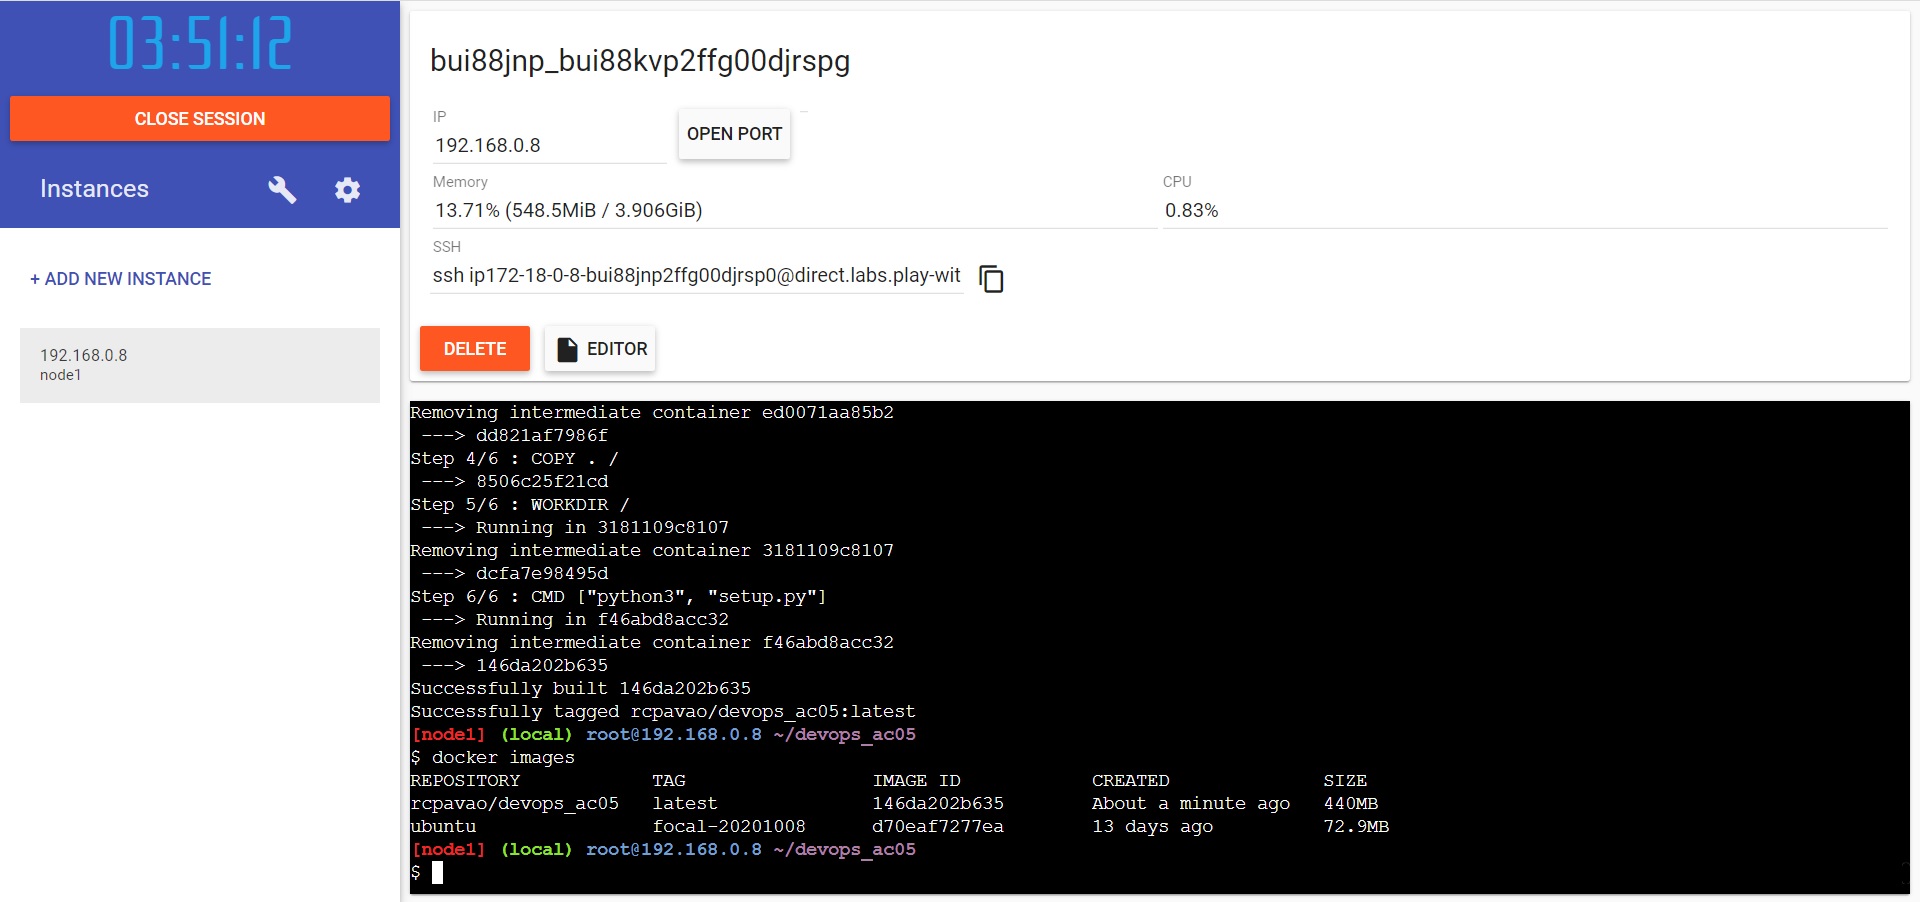 03:51:12
CLOSE SESSION
Instances
+ ADD NEW INSTANCE
192.168.0.8
node1
bui88jnp_bui88kvp2ffg00djrspg
IP
192.168.0.8
OPEN PORT
Memory
13.71% (548.5MiB / 3.906GiB)
CPU
0.83%
SSH
ssh ip172-18-0-8-bui88jnp2ffg00djrsp0@direct.labs.play-wit
DELETE
EDITOR
Removing intermediate container ed0071aa85b2
 ---> dd821af7986f
Step 4/6 : COPY . /
 ---> 8506c25f21cd
Step 5/6 : WORKDIR /
 ---> Running in 3181109c8107
Removing intermediate container 3181109c8107
 ---> dcfa7e98495d
Step 6/6 : CMD ["python3", "setup.py"]
 ---> Running in f46abd8acc32
Removing intermediate container f46abd8acc32
 ---> 146da202b635
Successfully built 146da202b635
Successfully tagged rcpavao/devops_ac05:latest
[node1] (local) root@192.168.0.8 ~/devops_ac05
$ docker images
REPOSITORY TAG IMAGE ID CREATED SIZE
rcpavao/devops_ac05 latest 146da202b635 About a minute ago 440MB
ubuntu focal-20201008 d70eaf7277ea 13 days ago 72.9MB
[node1] (local) root@192.168.0.8 ~/devops_ac05
$